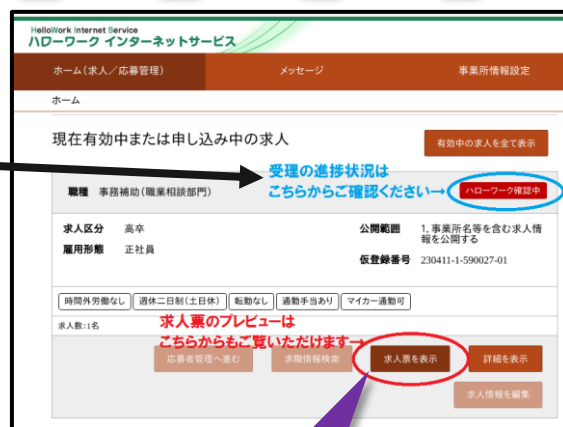 HelloWork Internet Service
ハローワーク インターネットサービス
ホーム(求人／応募管理)
メッセージ
事業所情報設定
ホーム
現在有効中または申し込み中の求人
有効中の求人を全て表示
受理の進捗状況は
こちらからご確認ください→
職種 事務補助(職業相談部門)
ハローワーク確認中
求人区分 高卒
公開範囲 1. 事業所名等を含む求人情
報を公開する
雇用形態 正社員
仮登録番号 230411-1-590027-01
時間外労働なし 週休二日制(土日休) 転勤なし 通勤手当あり マイカー通勤可
求人数:1名
求人票のプレビューは
こちらからもご覧いただけます→
応募者管理へ進む
求職情報検索
求人票を表示
詳細を表示
求人情報を編集